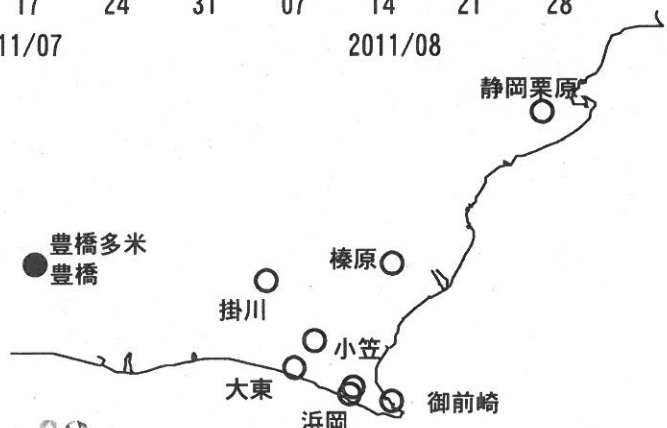 17 24 31 07 14 21 28
11/07 2011/08
静岡栗原
豊橋多米
豊橋
榛原
掛川
小笠
大東
御前崎
浜岡